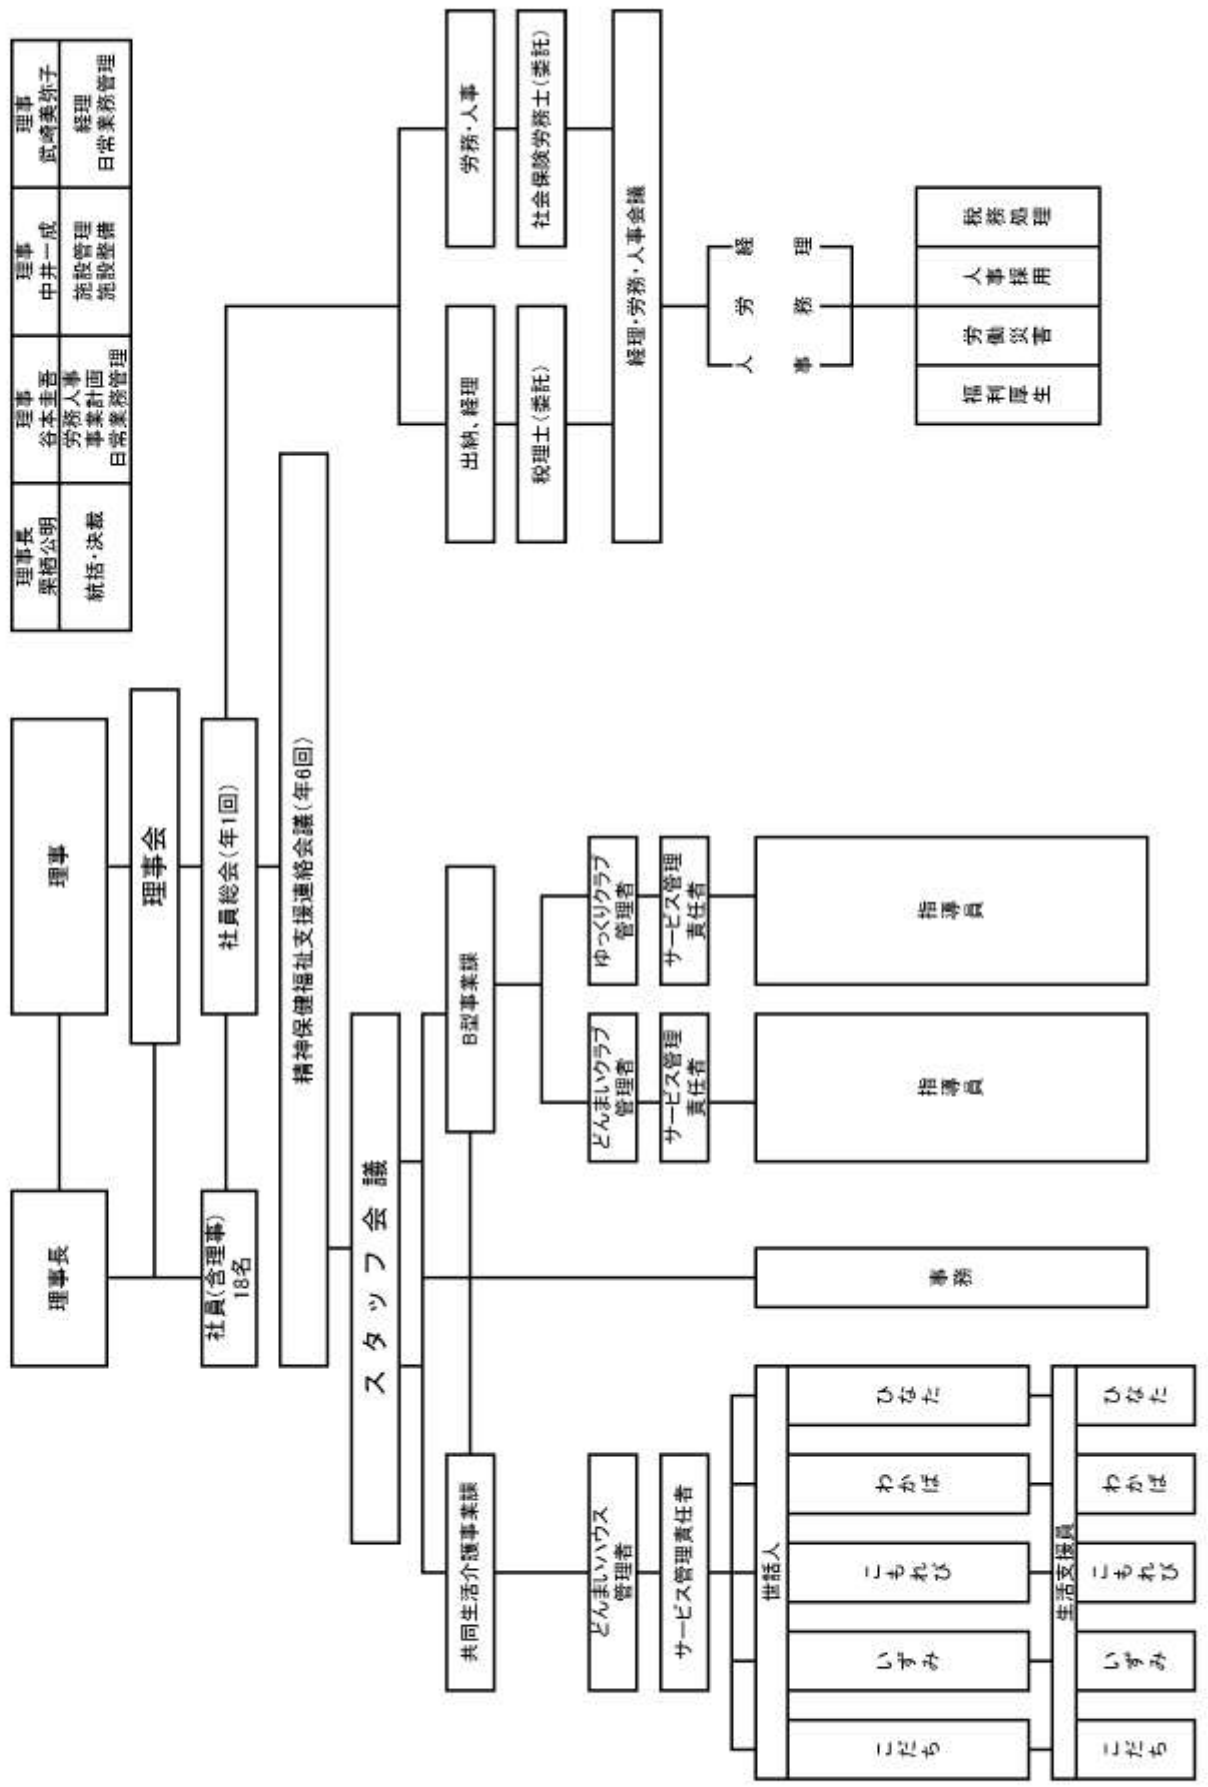 理事長
理事
理事長
栗栖公明
統括・決裁
理事
谷本圭吾
労務人事
事業計画
日常業務管理
理事
中井一成
施設管理
施設整備
理事
武崎美弥子
経理
日常業務管理
理事会
社員(含理事)
18名
社員総会(年1回)
精神保健福祉支援連絡会議(年6回)
スタッフ会議
共同生活介護事業課
B型事業課
出納、経理
労務・人事
税理士(委託)
社会保険労務士(委託)
どんまいハウス
管理者
どんまいクラブ
管理者
ゆっくりクラブ
管理者
経理・労務・人事会議
サービス管理責任者
サービス管理
責任者
サービス管理
責任者
人事
労務
経理
世話人
こだち
いずみ
こもれび
わかば
ひなた
事務
指導員
指導員
福利厚生
労働災害
人事採用
税務処理
生活支援員
こだち
いずみ
こもれび
わかば
ひなた